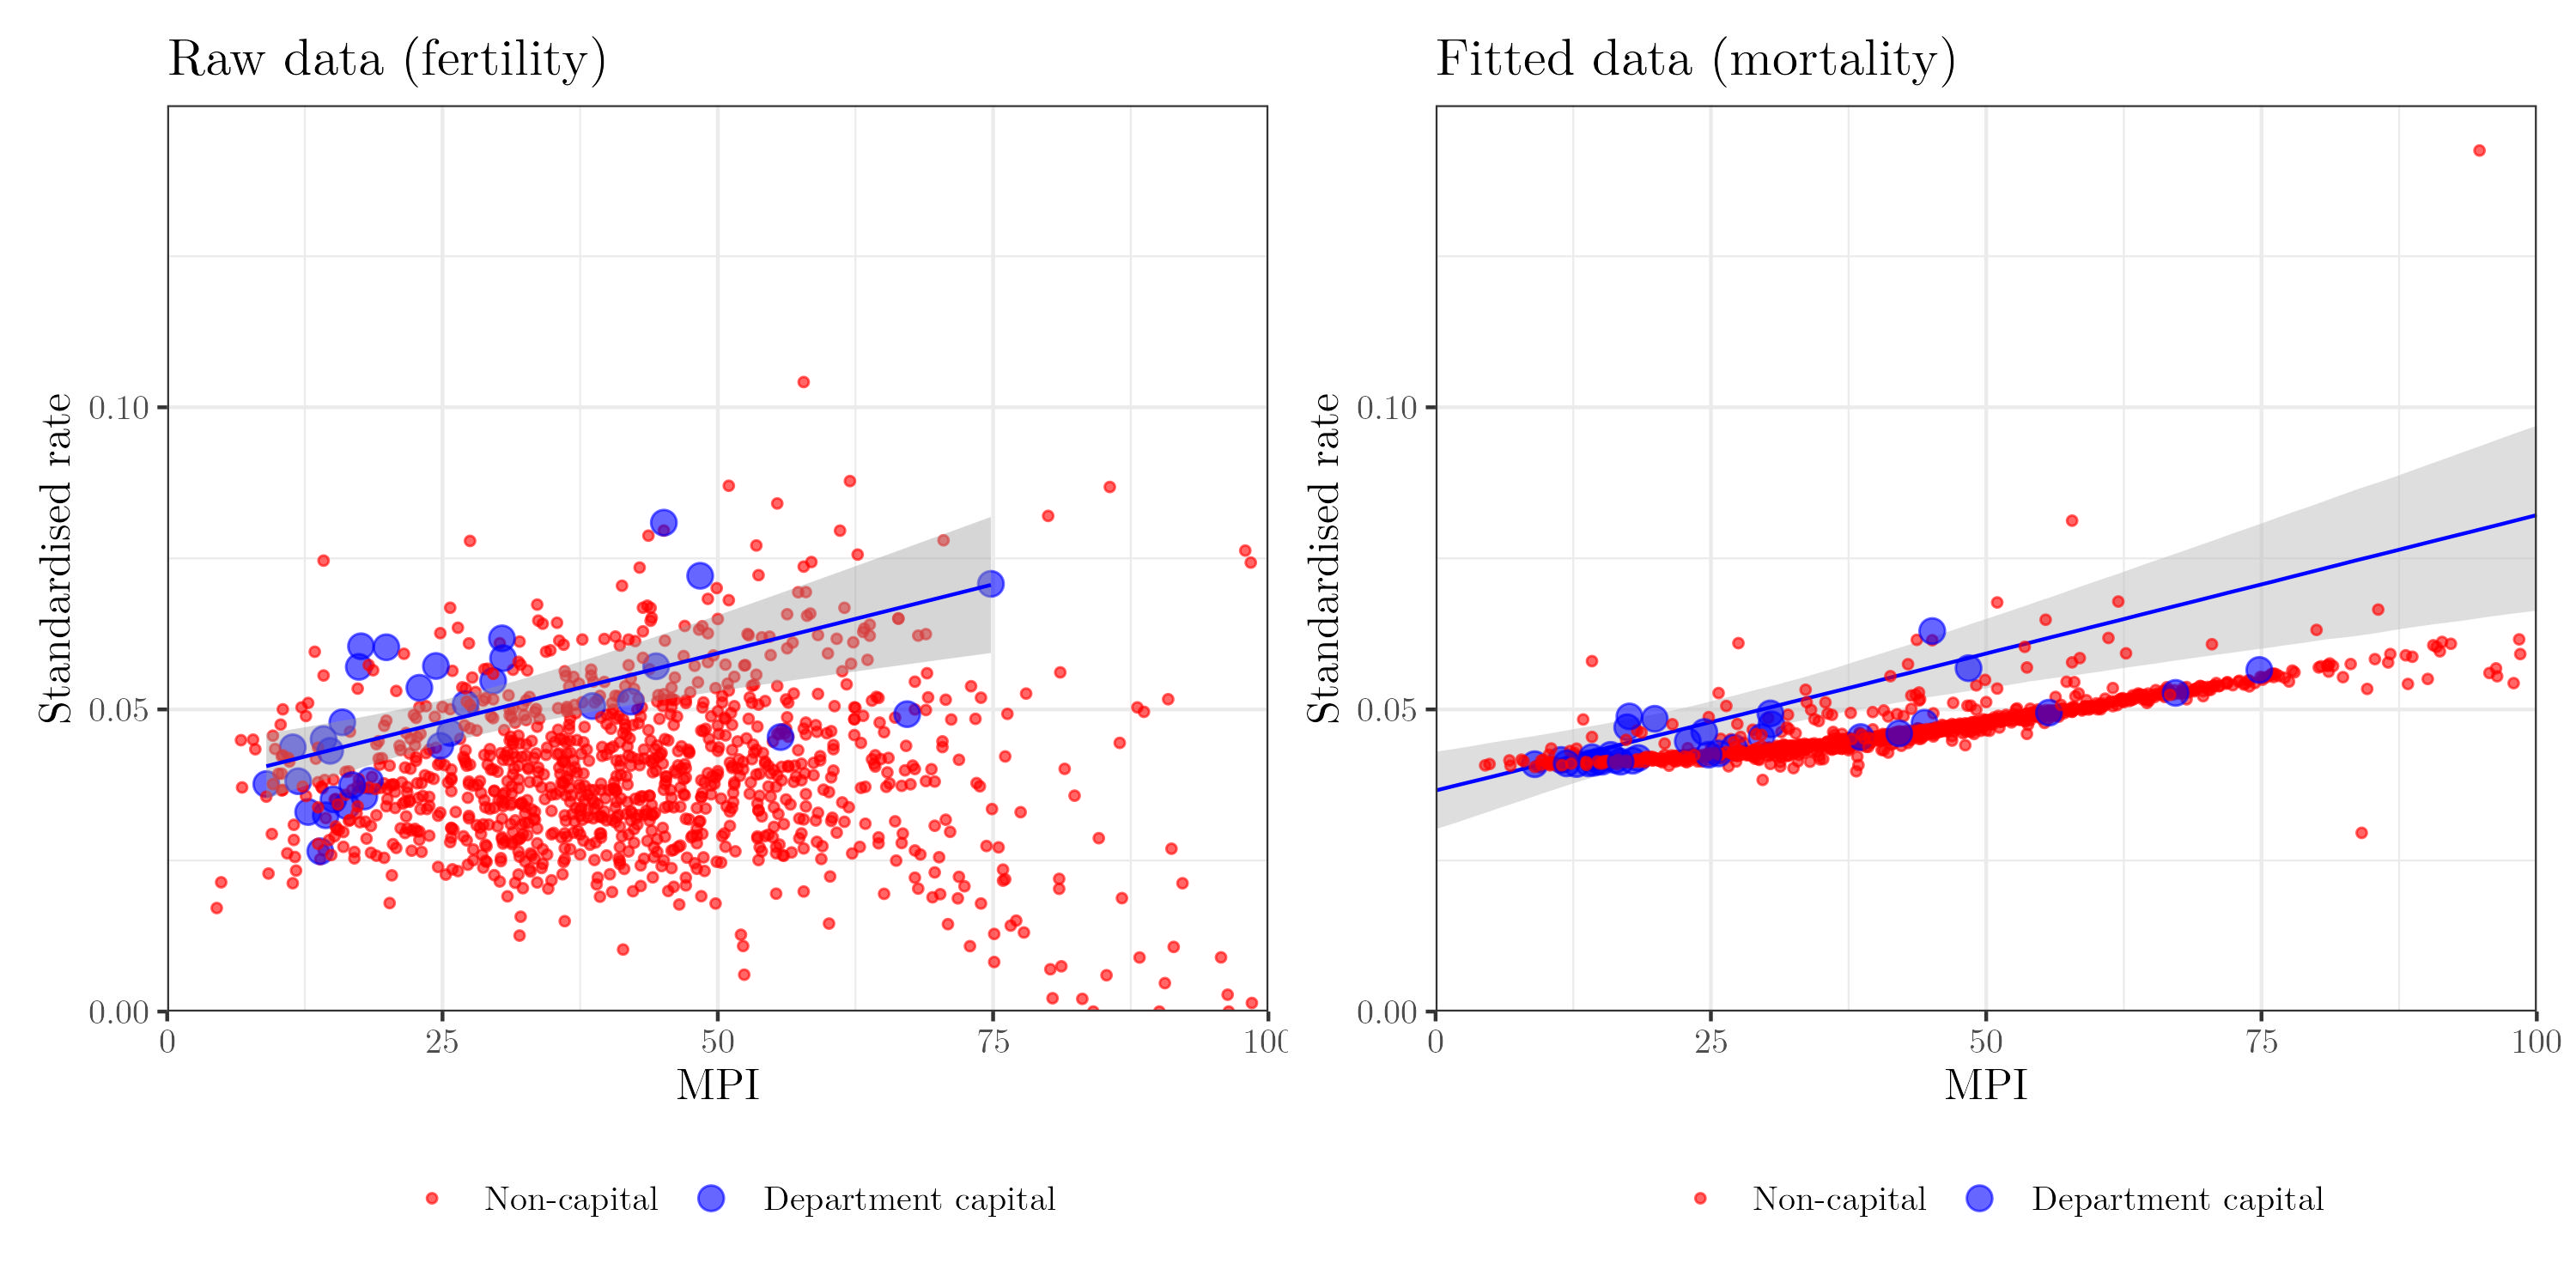 Raw data (fertility)
Standardised rate
0.10
0.05
0.00
0 25 50 75 100
MPI
Non-capital Department capital
Fitted data (mortality)
Standardised rate
0.10
0.05
0.00
0 25 50 75 100
MPI
Non-capital Department capital